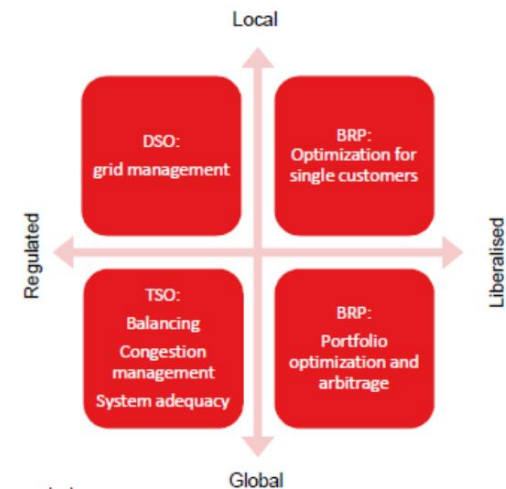 Local
DSO:
grid management
BRP:
Optimization for
single customers
Regulated
Liberalised
TSO:
Balancing
Congestion
management
System adequacy
BRP:
Portfolio
optimization and
arbitrage
Global